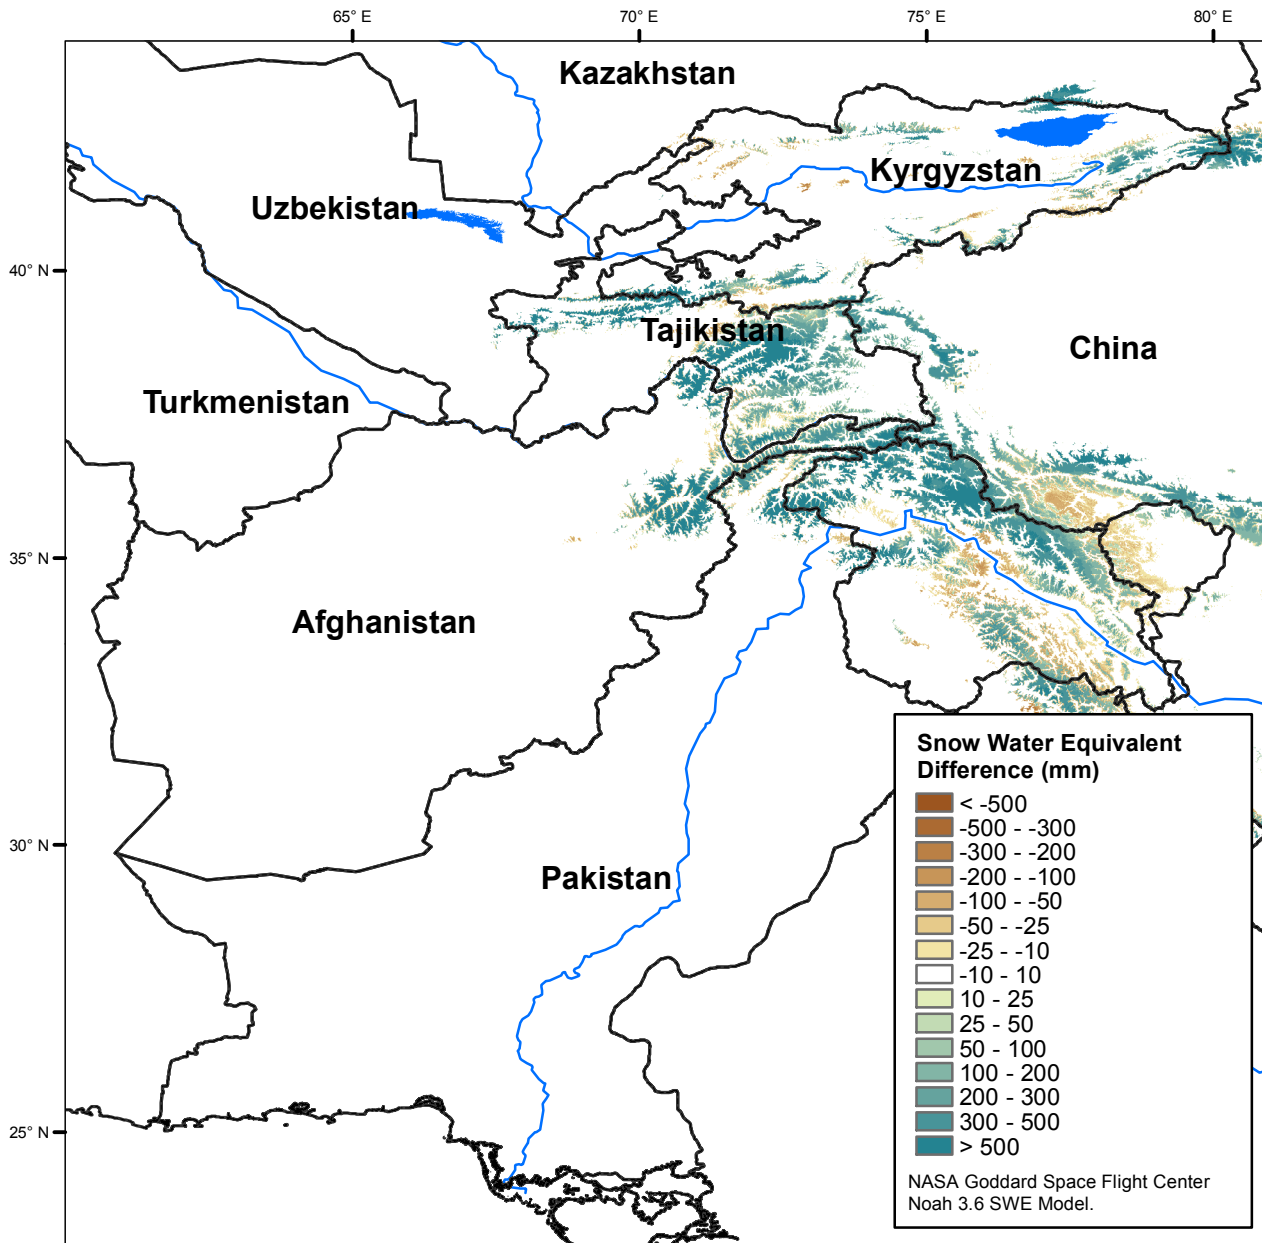 65° E
70° E
75° E
80° E
Kazakhstan
Kyrgyzstan
Uzbekistan
40° N
Tajikistan
China
Turkmenistan
35° N
Afghanistan
30° N
Pakistan
25° N
Snow Water Equivalent
Difference (mm)
< -500
-500 - -300
-300 - -200
-200 - -100
-100 - -50
-50 - -25
-25 - -10
-10 - 10
10 - 25
25 - 50
50 - 100
100 - 200
200 - 300
300 - 500
> 500
NASA Goddard Space Flight Center
Noah 3.6 SWE Model.